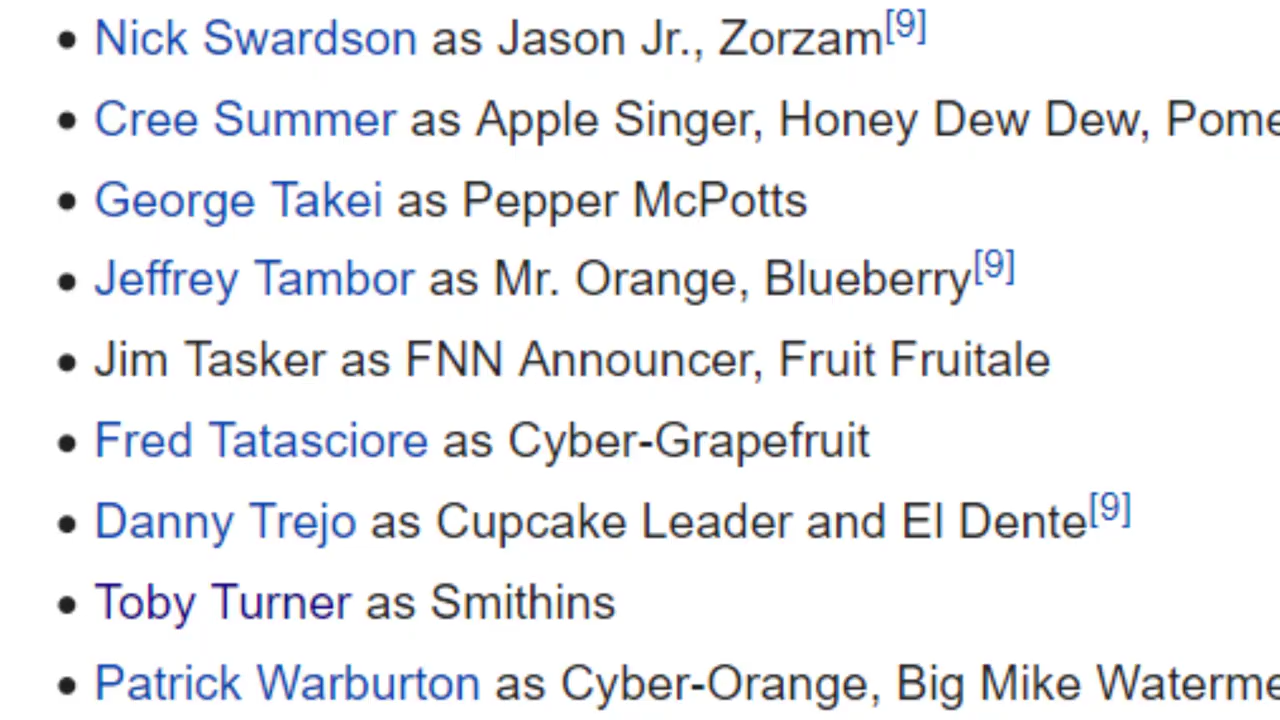 • Nick Swardson as Jason Jr., Zorzam[9]
• Cree Summer as Apple Singer, Honey Dew Dew,
• George Takei as Pepper McPotts
• Jeffrey Tambor as Mr. Orange, Blueberry[9]
• Jim Tasker as FNN Announcer, Fruit Fruitale
• Fred Tatasciore as Cyber-Grapefruit
• Danny Trejo as Cupcake Leader and El Dente[9]
• Toby Turner as Smithins
• Patrick Warburton as Cyber-Orange, Big Mike